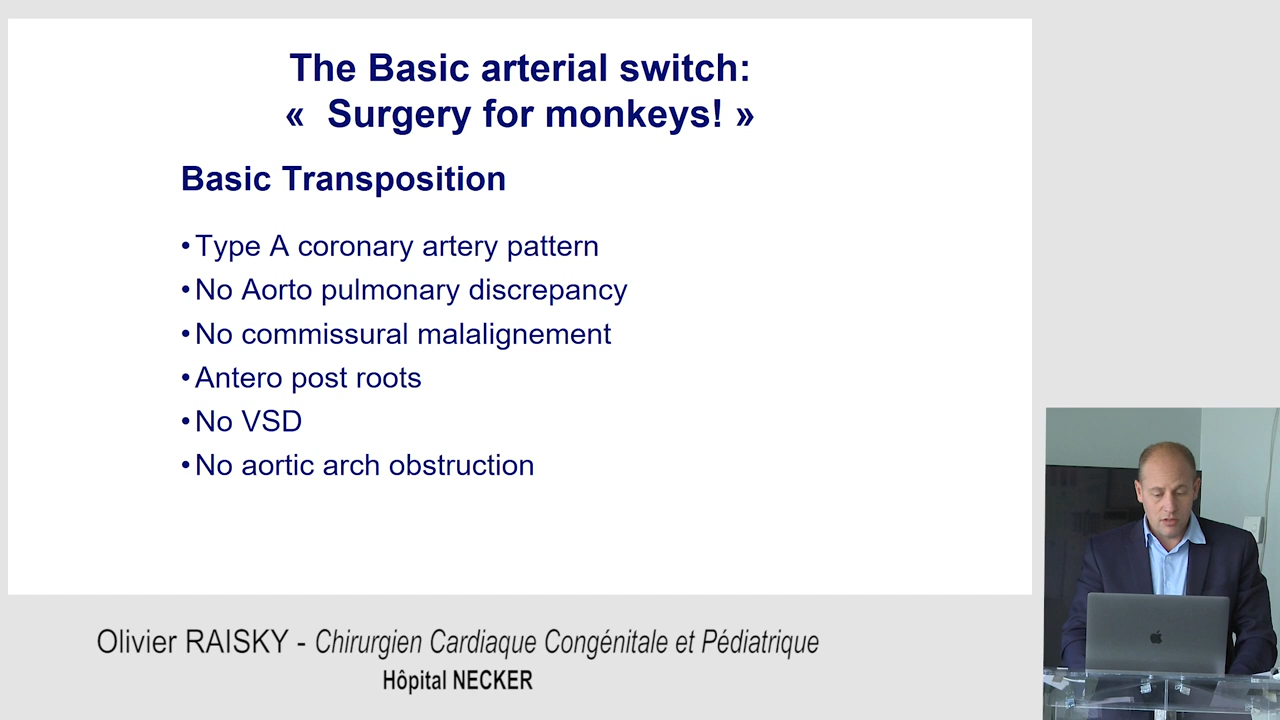 The Basic arterial switch:
« Surgery for monkeys! »
Basic Transposition
• Type A coronary artery pattern
• No Aorto pulmonary discrepancy
• No commissural malalignement
• Antero post roots
• No VSD
• No aortic arch obstruction
Olivier RAISKY - Chirurgien Cardiaque Congénitale et Pédiatrique
Hôpital NECKER